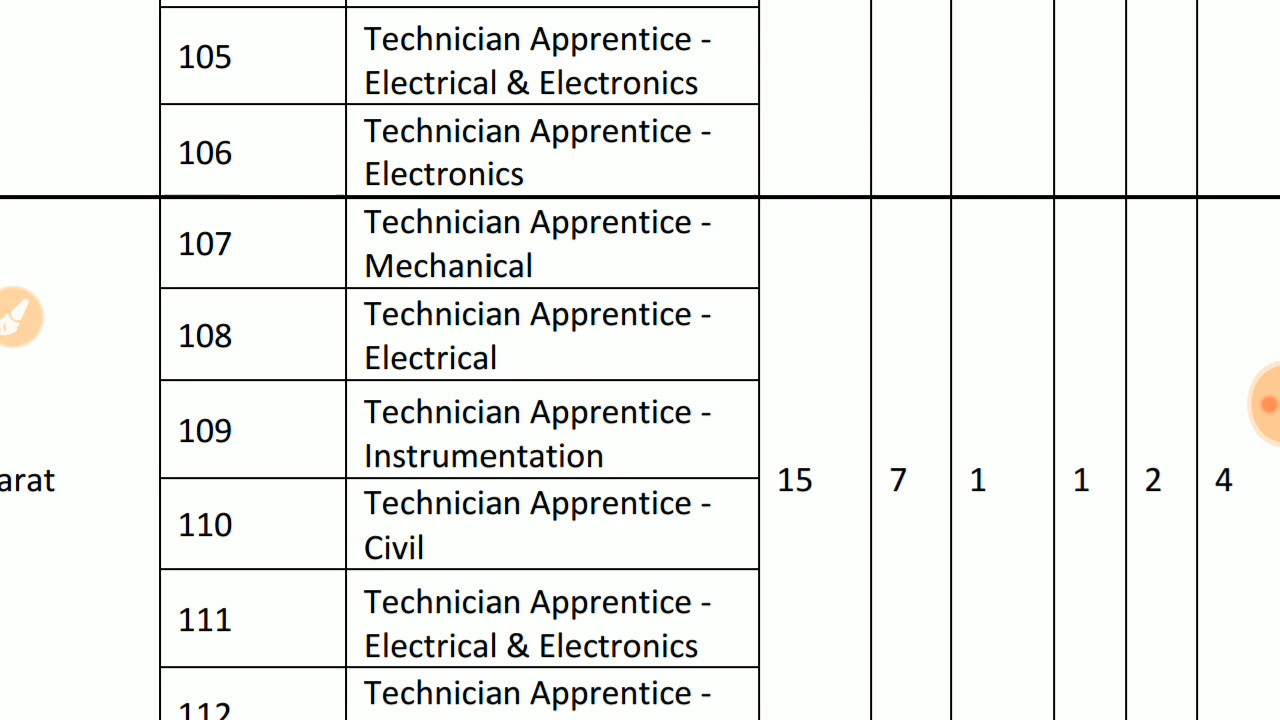 105
Technician Apprentice -
Electrical & Electronics
106
Technician Apprentice -
Electronics
107
Technician Apprentice -
Mechanical
108
Technician Apprentice -
Electrical
109
Technician Apprentice -
Instrumentation
arat 15 7 1 1 2 4
110
Technician Apprentice -
Civil
111
Technician Apprentice -
Electrical & Electronics
112
Technician Apprentice -